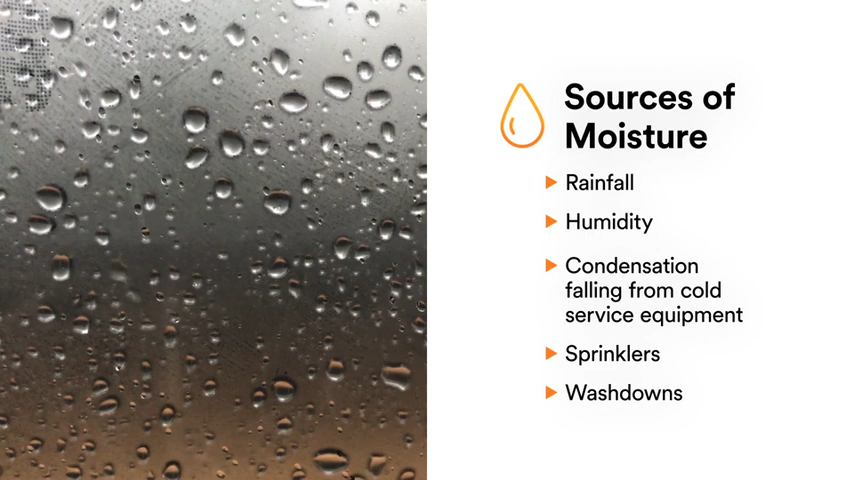 Sources of
Moisture
Rainfall
Humidity
Condensation
falling from cold
service equipment
Sprinklers
Washdowns